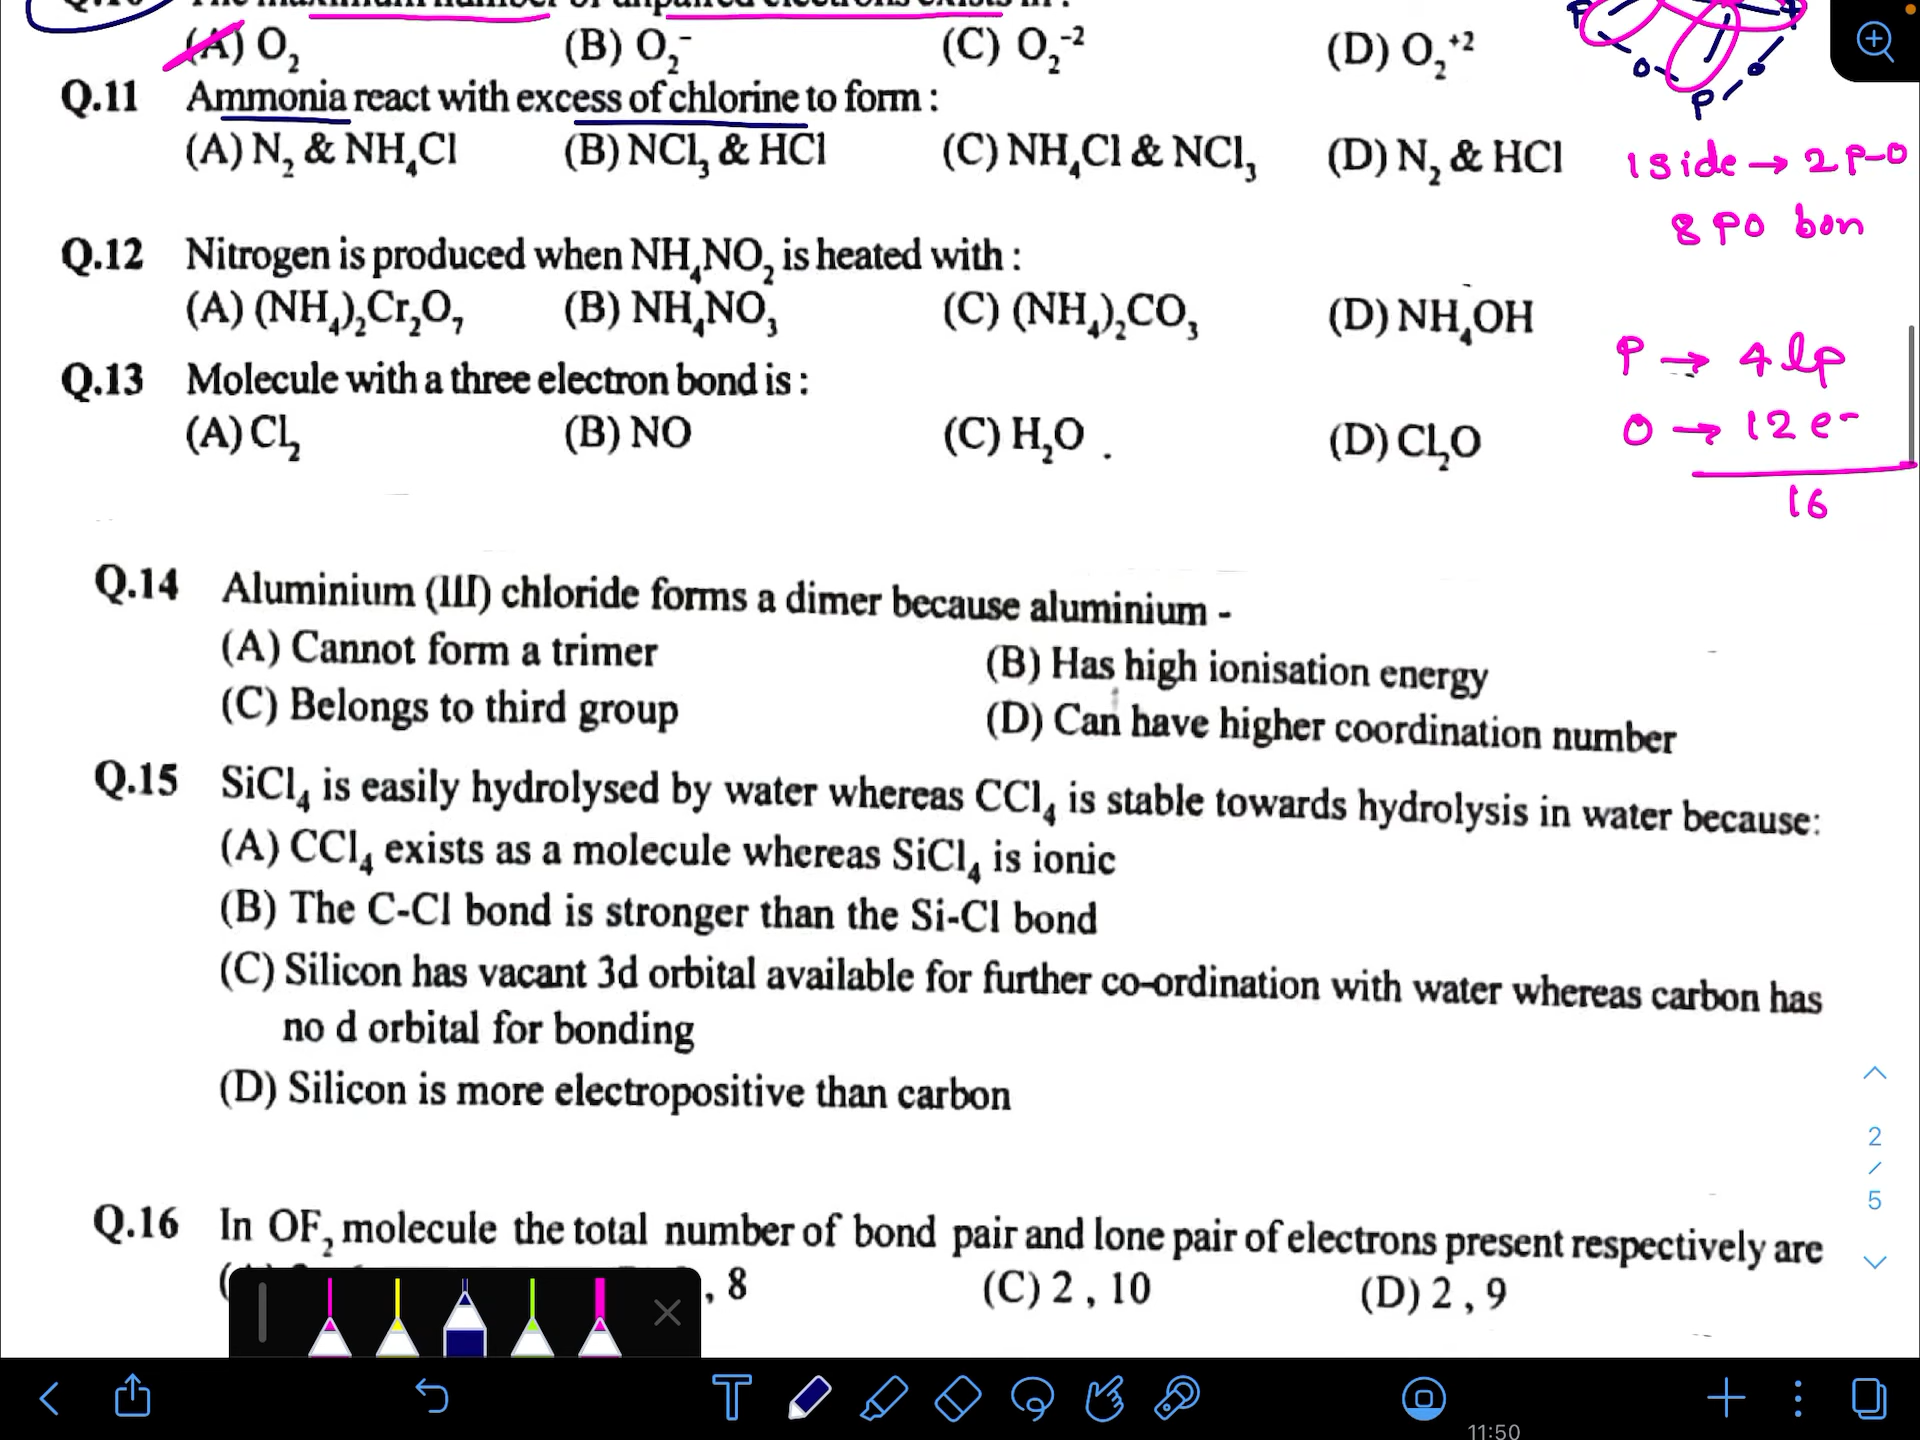 (A) O₂ (B) O₂⁻ (C) O₂⁻² (D) O₂⁺²
Q.11 Ammonia react with excess of chlorine to form :
(A) N₂ & NH₄Cl (B) NCl₃ & HCl (C) NH₄Cl & NCl₃ (D) N₂ & HCl
1 side → 2 P-O
8 PO bon
Q.12 Nitrogen is produced when NH₄NO₂ is heated with :
(A) (NH₄)₂Cr₂O₇ (B) NH₄NO₃ (C) (NH₄)₂CO₃ (D) NH₄OH
P → 4 lp
Q.13 Molecule with a three electron bond is :
(A) Cl₂ (B) NO (C) H₂O . (D) Cl₂O
O → 12 e⁻
16
Q.14 Aluminium (III) chloride forms a dimer because aluminium -
(A) Cannot form a trimer (B) Has high ionisation energy
(C) Belongs to third group (D) Can have higher coordination number
Q.15 SiCl₄ is easily hydrolysed by water whereas CCl₄ is stable towards hydrolysis in water because:
(A) CCl₄ exists as a molecule whereas SiCl₄ is ionic
(B) The C-Cl bond is stronger than the Si-Cl bond
(C) Silicon has vacant 3d orbital available for further co-ordination with water whereas carbon has
no d orbital for bonding
(D) Silicon is more electropositive than carbon
2
/
5
Q.16 In OF₂ molecule the total number of bond pair and lone pair of electrons present respectively are
, 8 (C) 2 , 10 (D) 2 , 9
11:50